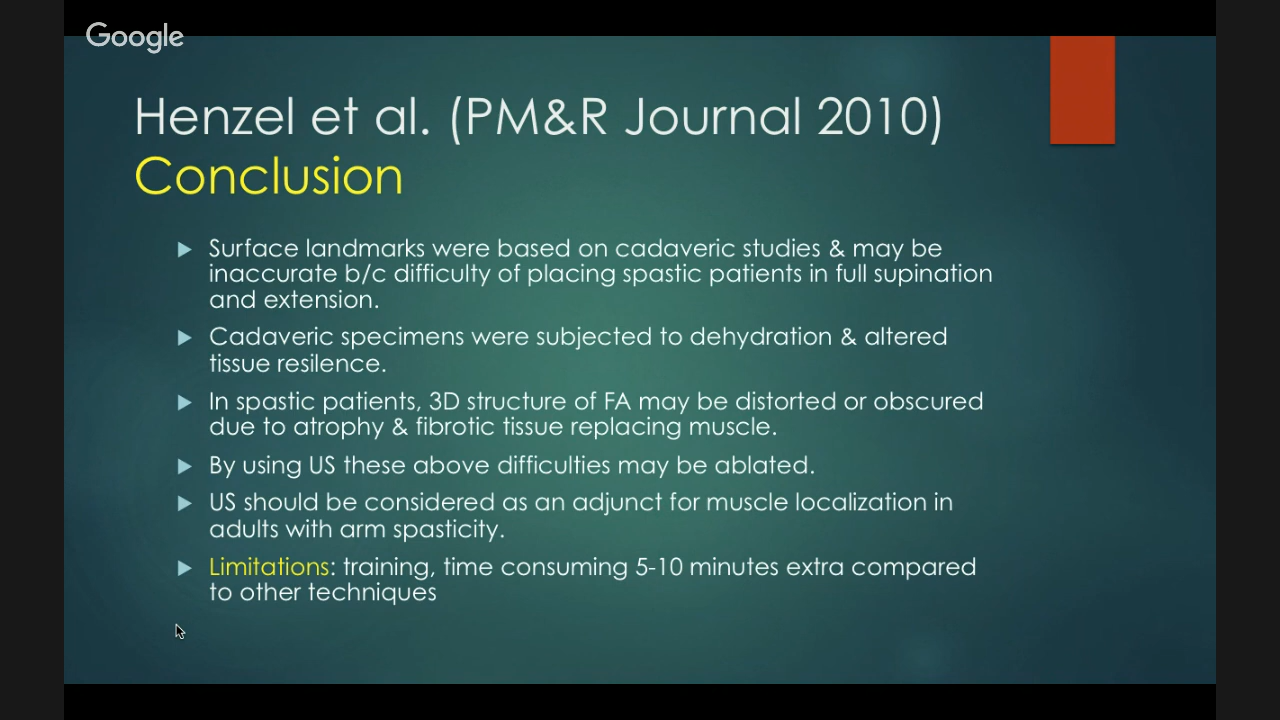 Google
Henzel et al. (PM&R Journal 2010)
Conclusion
Surface landmarks were based on cadaveric studies & may be
inaccurate b/c difficulty of placing spastic patients in full supination
and extension.
Cadaveric specimens were subjected to dehydration & altered
tissue resilence.
In spastic patients, 3D structure of FA may be distorted or obscured
due to atrophy & fibrotic tissue replacing muscle.
By using US these above difficulties may be ablated.
US should be considered as an adjunct for muscle localization in
adults with arm spasticity.
Limitations: training, time consuming 5-10 minutes extra compared
to other techniques